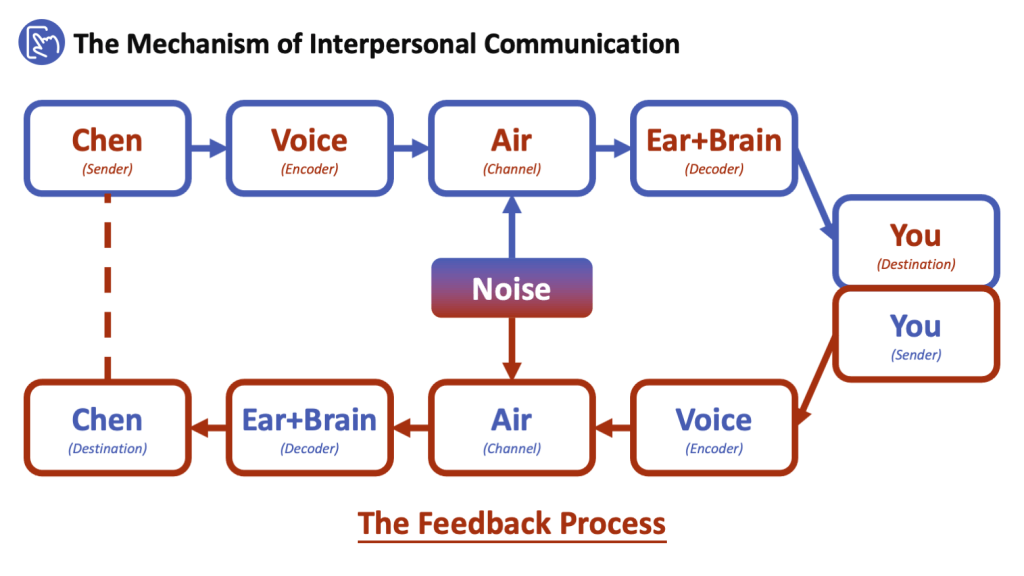 The Mechanism of Interpersonal Communication
Chen
(Sender)
Voice
(Encoder)
Air
(Channel)
Ear+Brain
(Decoder)
You
(Destination)
Noise
You
(Sender)
Chen
(Destination)
Ear+Brain
(Decoder)
Air
(Channel)
Voice
(Encoder)
The Feedback Process